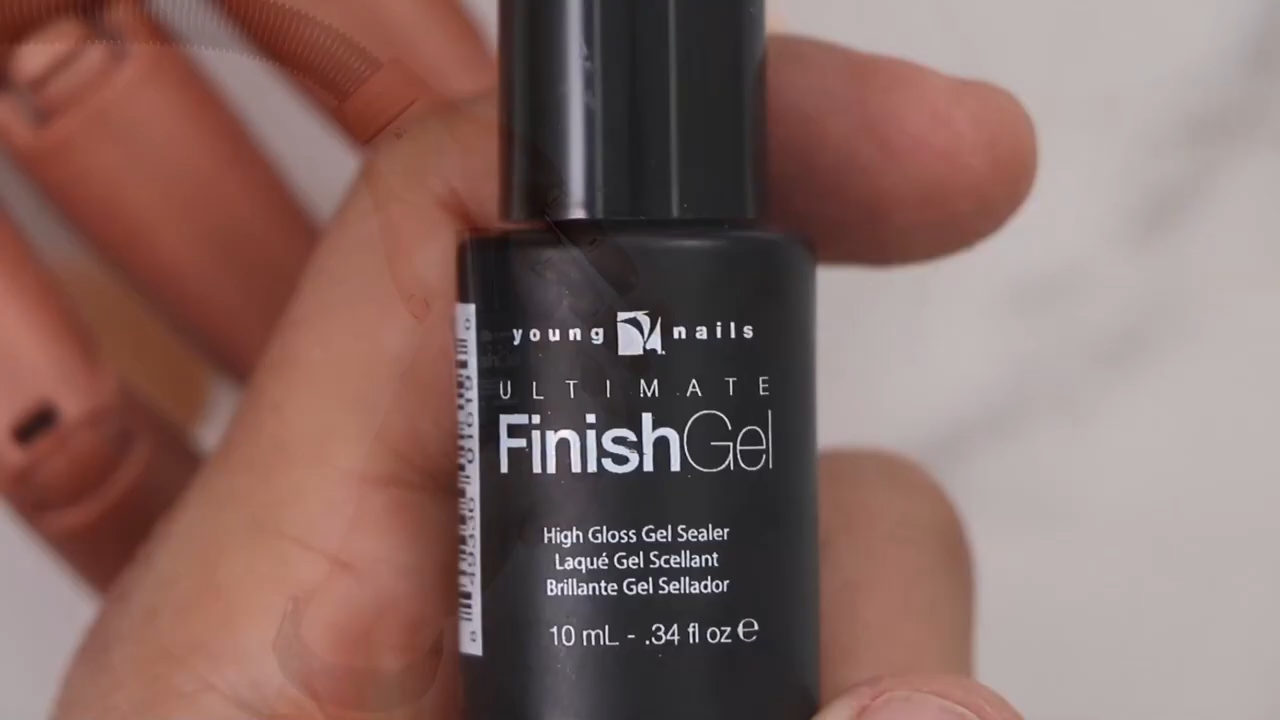 young nails
ULTIMATE
FinishGel
High Gloss Gel Sealer
Laqué Gel Scellant
Brillante Gel Sellador
10 mL - .34 fl oz e